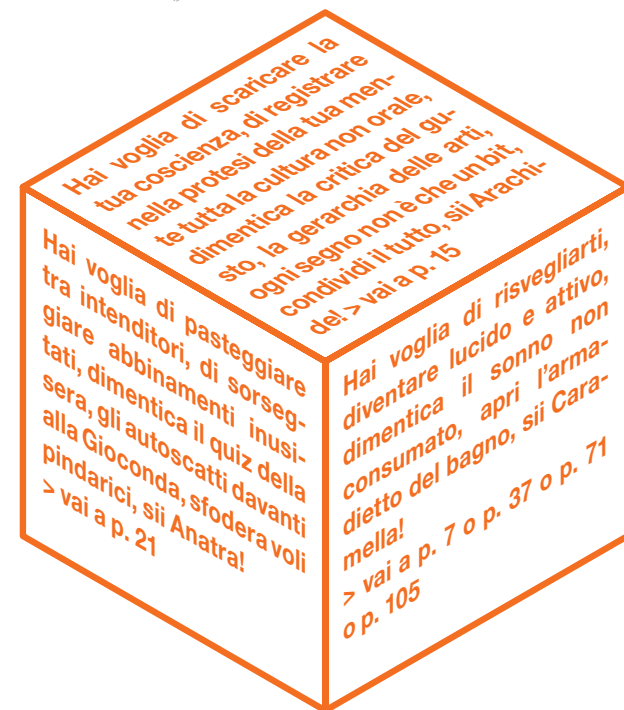 Hai voglia di scaricare la
tua coscienza, di registrare
nella protesi della tua men-
te tutta la cultura non orale,
dimentica la critica del gu-
sto, la gerarchia delle arti,
ogni segno non è che un bit,
condividi il tutto, sii Arachi-
de! > vai a p. 15
Hai voglia di pasteggiare
tra intenditori, di sorseg-
giare abbinamenti inusi-
tati, dimentica il quiz della
sera, gli autoscatti davanti
alla Gioconda, sfodera voli
pindarici, sii Anatra!
> vai a p. 21
Hai voglia di risvegliarti,
diventare lucido e attivo,
dimentica il sonno non
consumato, apri l'arma-
dietto del bagno, sii Cara-
mella!
> vai a p. 7 o p. 37 o p. 71
o p. 105